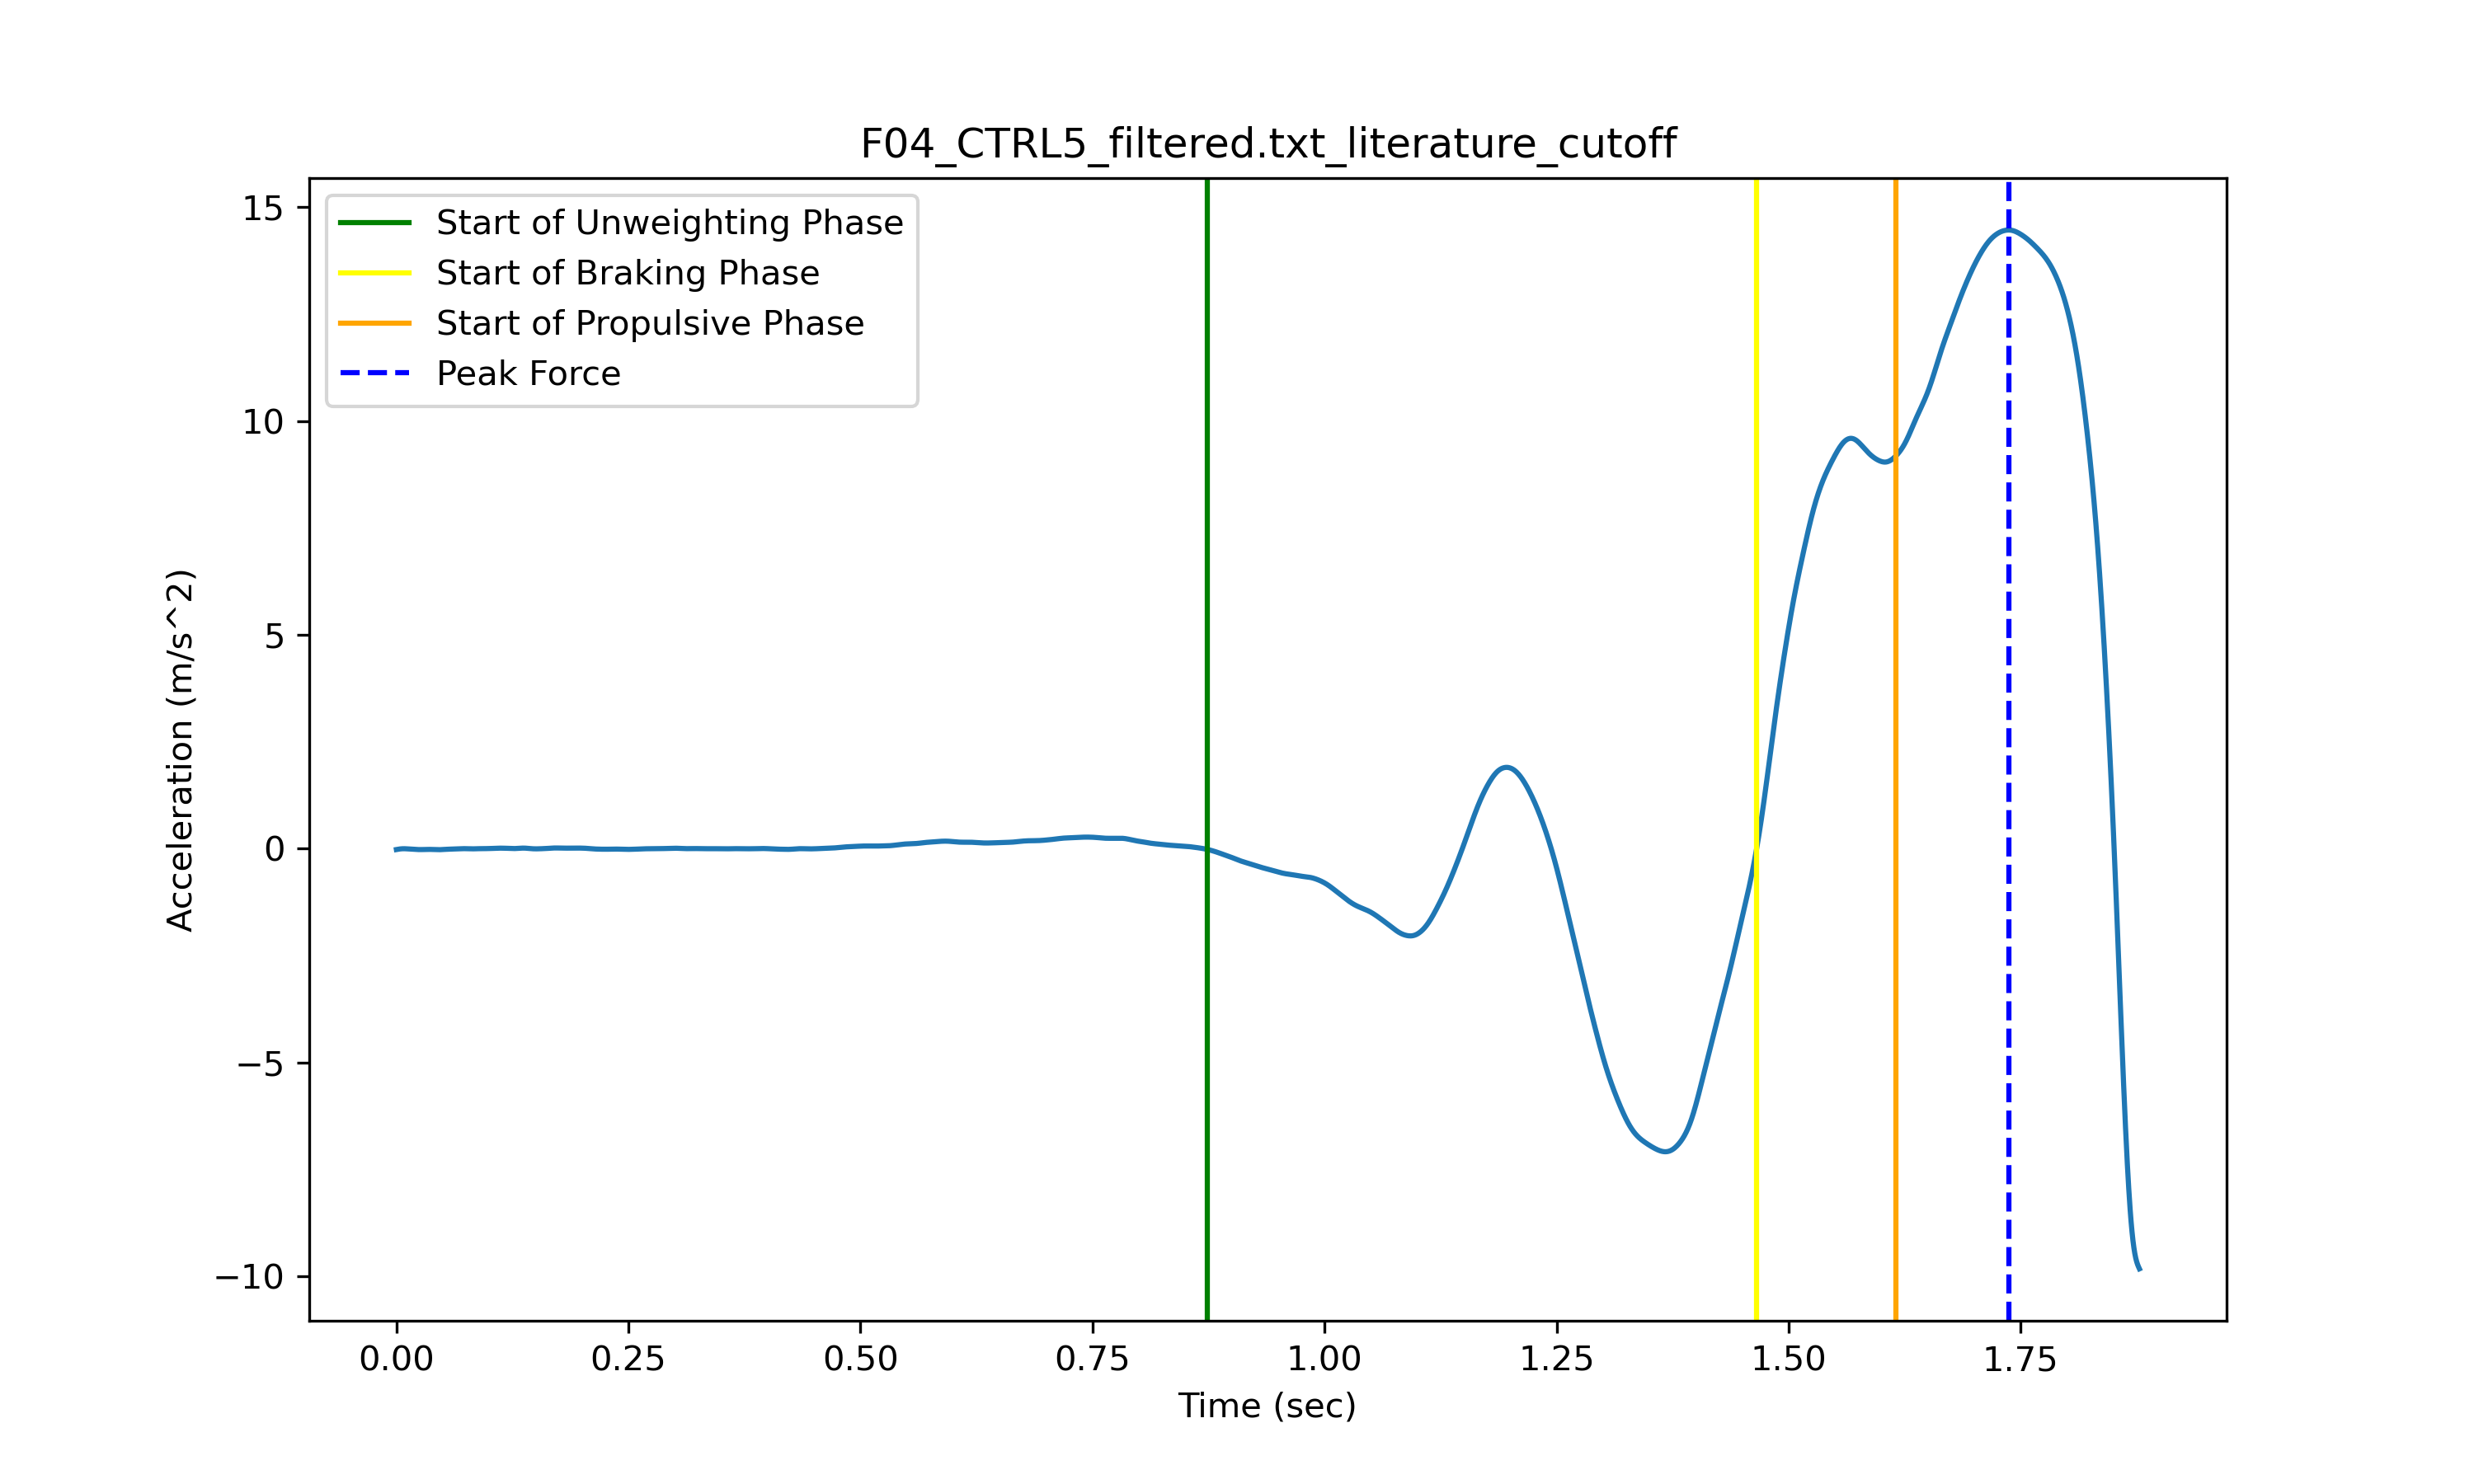 F04_CTRL5_filtered.txt_literature_cutoff
Start of Unweighting Phase
Start of Braking Phase
Start of Propulsive Phase
Peak Force
15
10
5
0
−5
−10
Acceleration (m/s^2)
0.00 0.25 0.50 0.75 1.00 1.25 1.50 1.75
Time (sec)